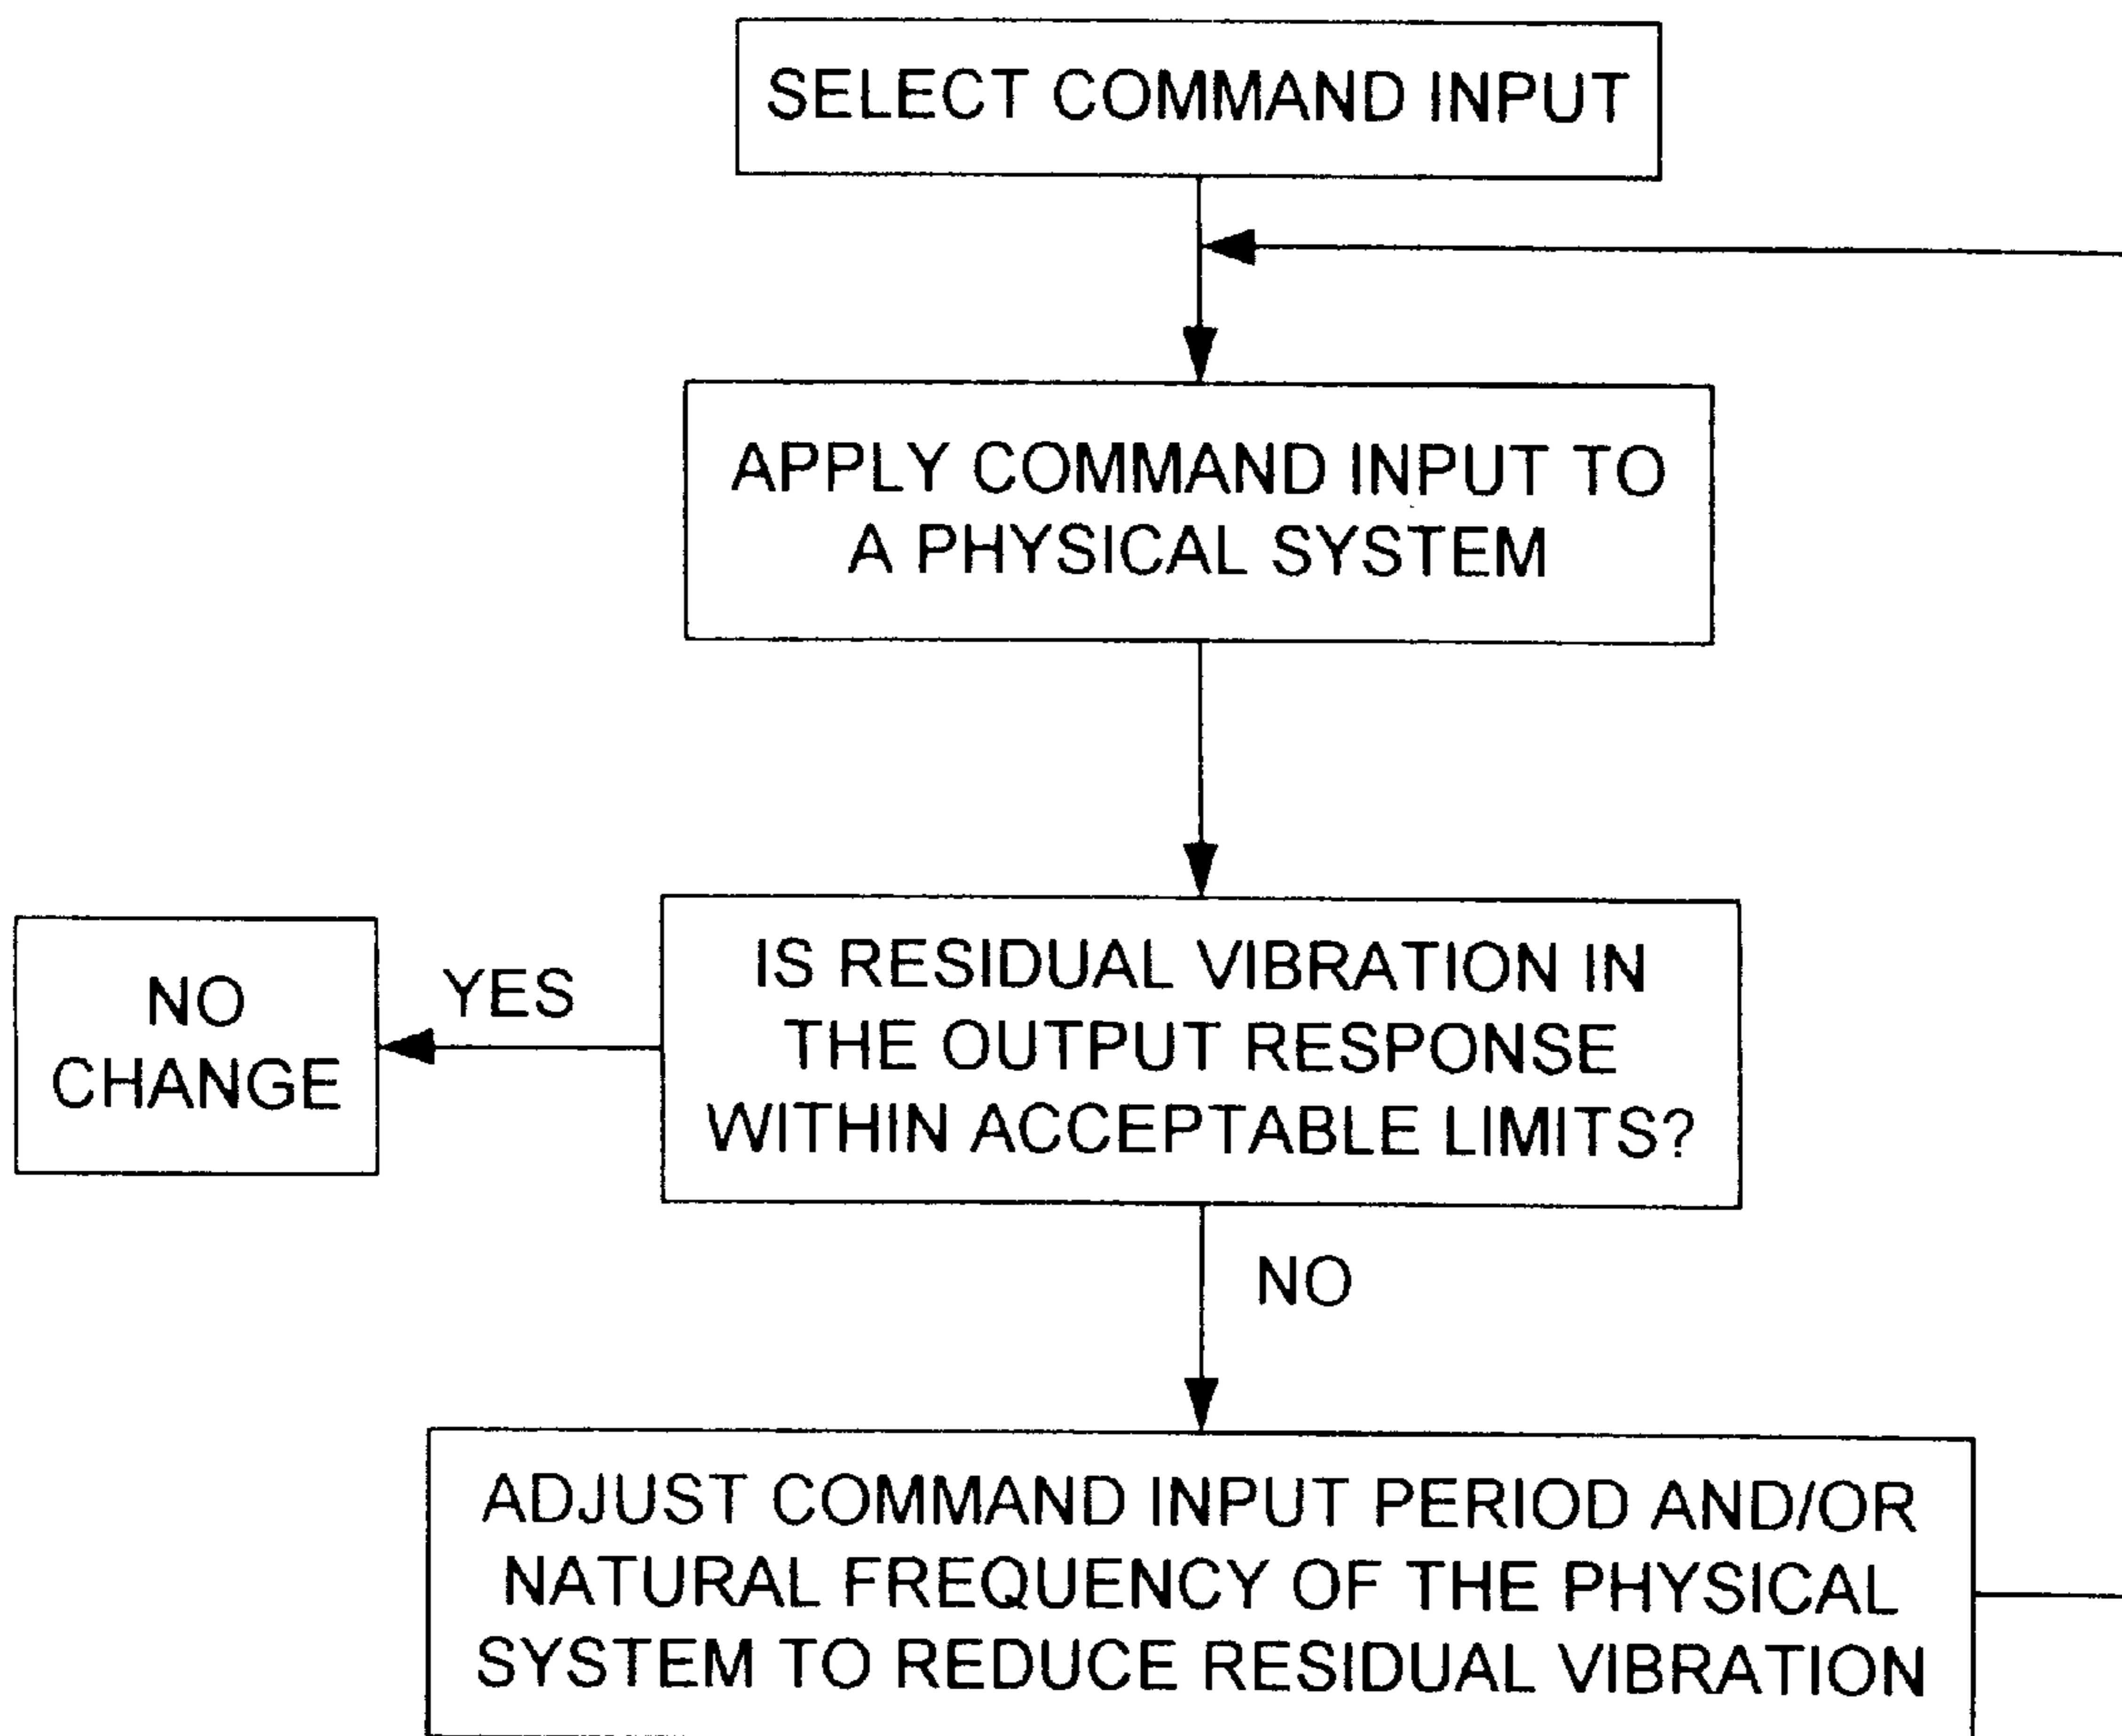 SELECT COMMAND INPUT
APPLY COMMAND INPUT TO
A PHYSICAL SYSTEM
IS RESIDUAL VIBRATION IN
THE OUTPUT RESPONSE
WITHIN ACCEPTABLE LIMITS?
YES
NO
CHANGE
NO
ADJUST COMMAND INPUT PERIOD AND/OR
NATURAL FREQUENCY OF THE PHYSICAL
SYSTEM TO REDUCE RESIDUAL VIBRATION